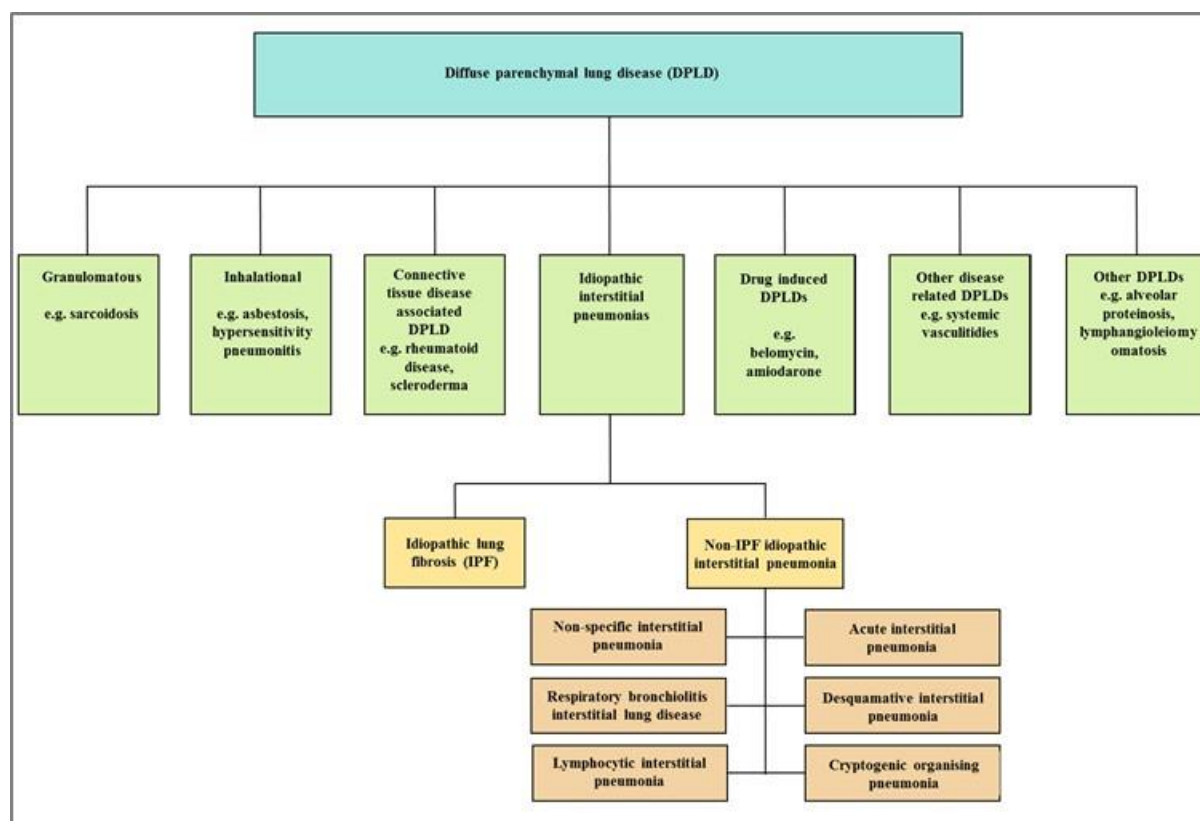 Diffuse parenchymal lung disease (DPLD)
Granulomatous
e.g. sarcoidosis
Inhalational
e.g. asbestosis,
hypersensitivity
pneumonitis
Connective
tissue disease
associated
DPLD
e.g. rheumatoid
disease,
scleroderma
Idiopathic
interstitial
pneumonias
Drug induced
DPLDs
e.g.
belomycin,
amiodarone
Other disease
related DPLDs
e.g. systemic
vasculitidies
Other DPLDs
e.g. alveolar
proteinosis,
lymphangioleiomy
omatosis
Idiopathic lung
fibrosis (IPF)
Non-IPF idiopathic
interstitial pneumonia
Non-specific interstitial
pneumonia
Acute interstitial
pneumonia
Respiratory bronchiolitis
interstitial lung disease
Desquamative interstitial
pneumonia
Lymphocytic interstitial
pneumonia
Cryptogenic organising
pneumonia